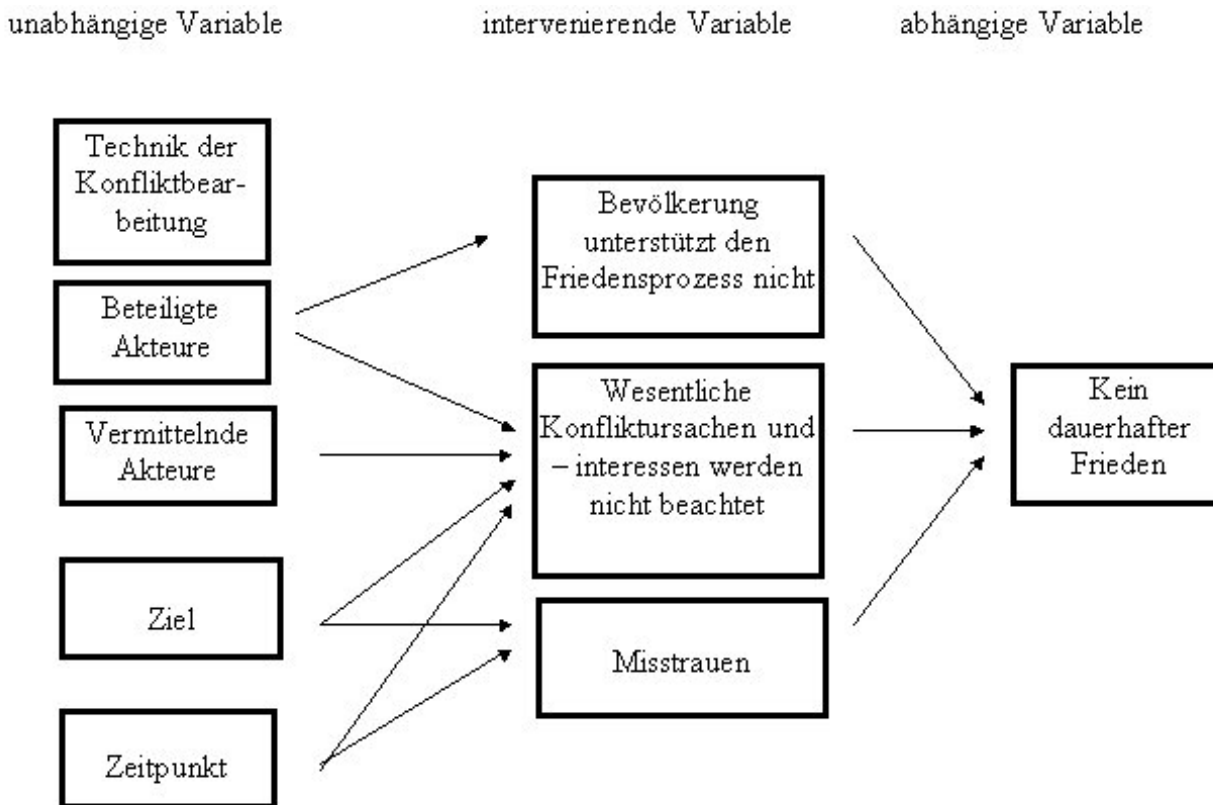 unabhängige Variable
intervenierende Variable
abhängige Variable
Technik der
Konfliktbear-
beitung
Beteiligte
Akteure
Vermittelnde
Akteure
Ziel
Zeitpunkt
Bevölkerung
unterstützt den
Friedensprozess nicht
Wesentliche
Konfliktursachen und
– interessen werden
nicht beachtet
Misstrauen
Kein
dauerhafter
Frieden